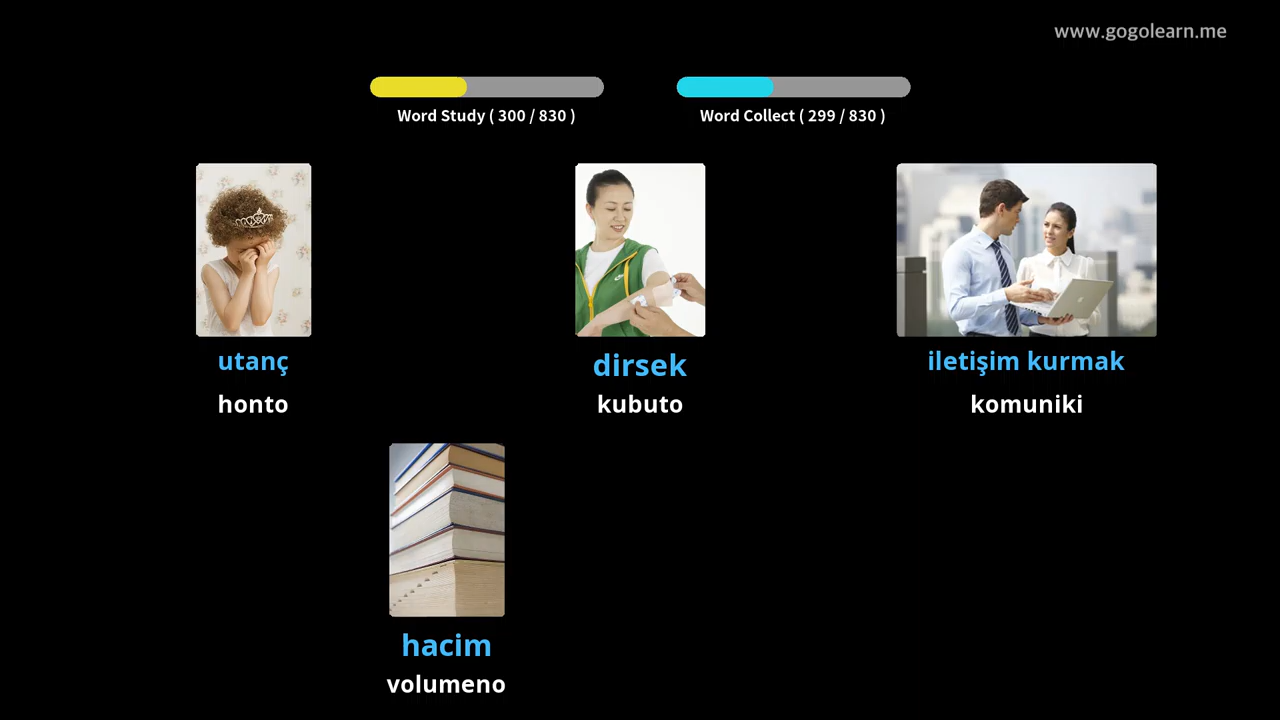 www.gogolearn.me
Word Study ( 300 / 830 )
Word Collect ( 299 / 830 )
utanç
honto
dirsek
kubuto
iletişim kurmak
komuniki
hacim
volumeno